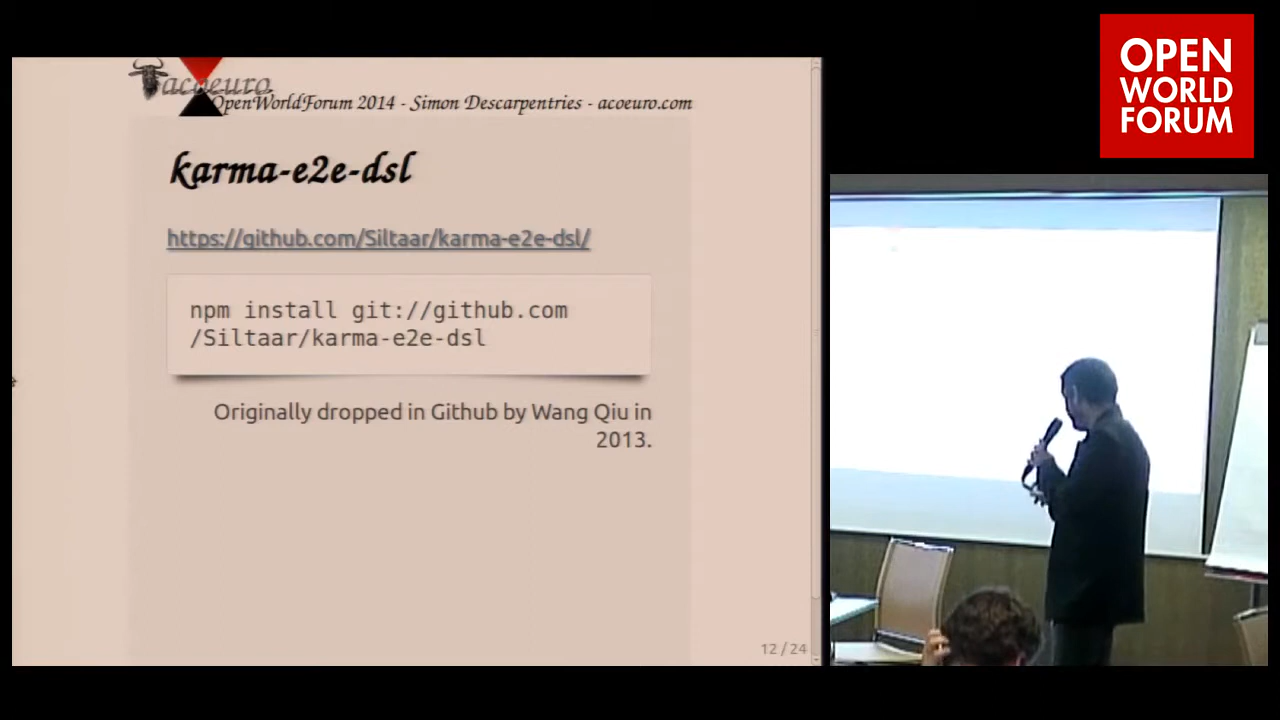 acoeuro
OpenWorldForum 2014 - Simon Descarpentries - acoeuro.com
karma-e2e-dsl
https://github.com/Siltaar/karma-e2e-dsl/
npm install git://github.com
/Siltaar/karma-e2e-dsl
Originally dropped in Github by Wang Qiu in
2013.
12 / 24
OPEN
WORLD
FORUM